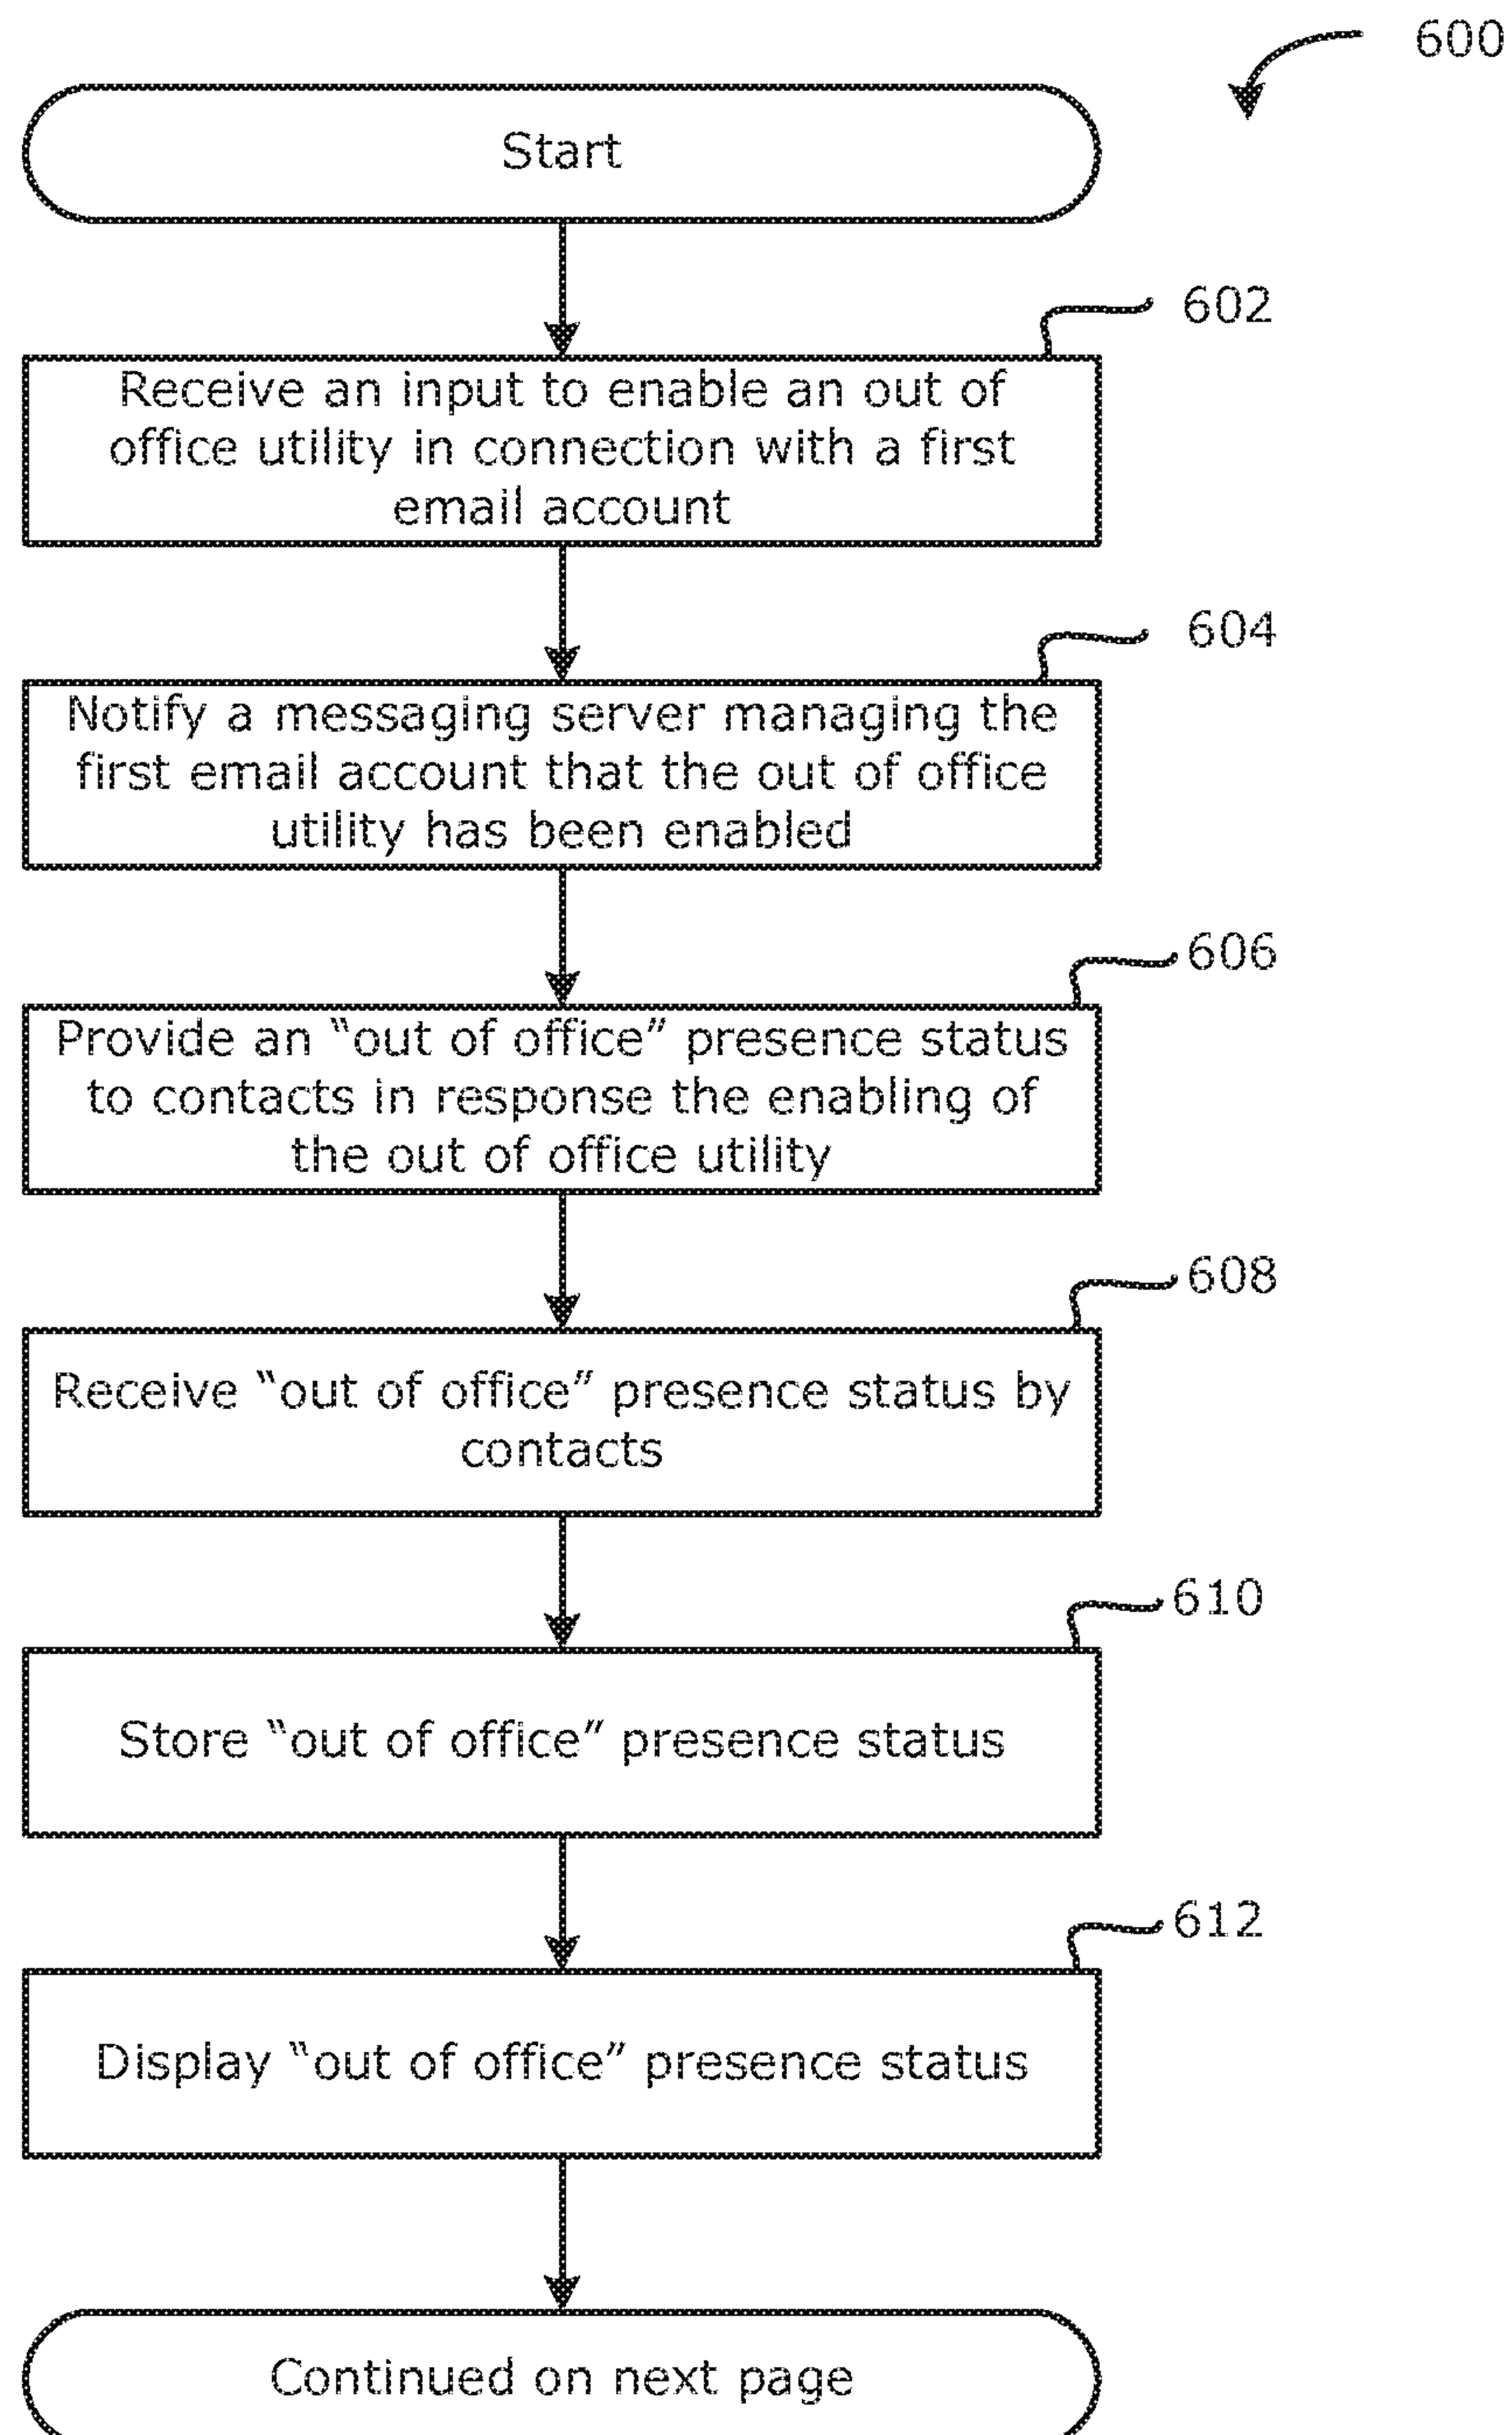 600
Start
602
Receive an input to enable an out of
office utility in connection with a first
email account
604
Notify a messaging server managing the
first email account that the out of office
utility has been enabled
606
Provide an “out of office” presence status
to contacts in response the enabling of
the out of office utility
608
Receive “out of office” presence status by
contacts
610
Store “out of office” presence status
612
Display “out of office” presence status
Continued on next page